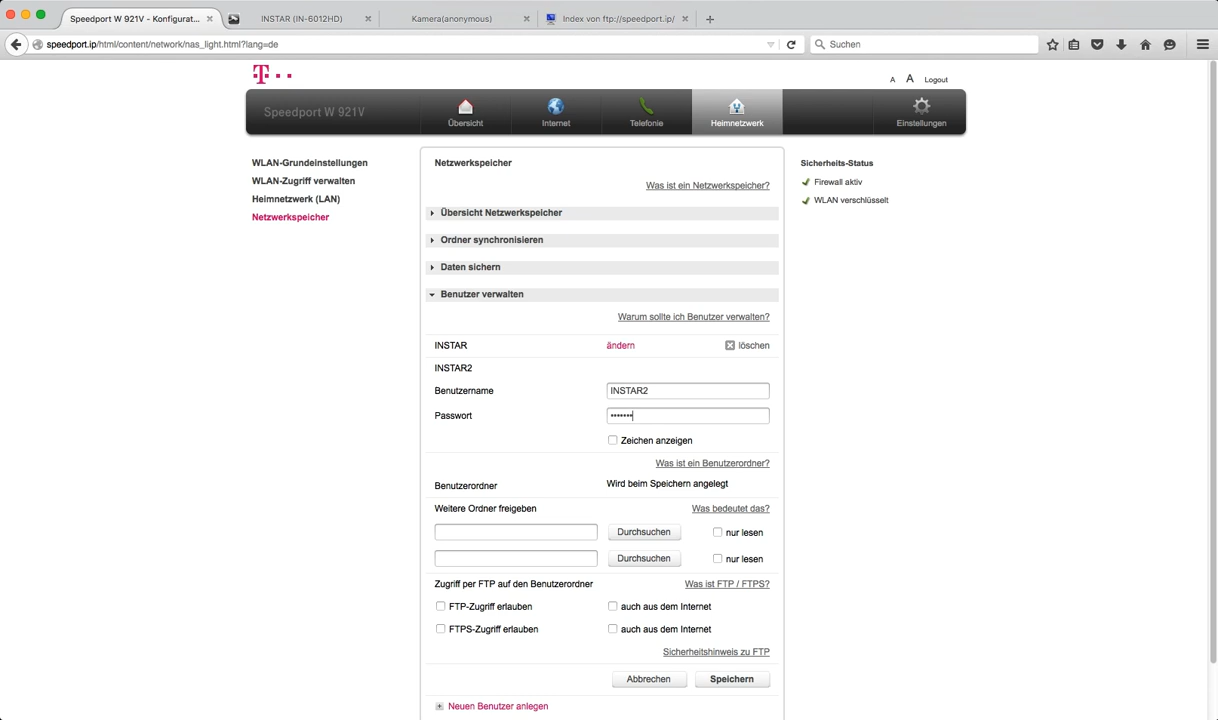 Speedport W 921V - Konfigurat...
INSTAR (IN-6012HD)
Kamera(anonymous)
Index von ftp://speedport.ip/
speedport.ip/html/content/network/nas_light.html?lang=de
Suchen
T
A A Logout
Speedport W 921V
Übersicht
Internet
Telefonie
Heimnetzwerk
Einstellungen
WLAN-Grundeinstellungen
WLAN-Zugriff verwalten
Heimnetzwerk (LAN)
Netzwerkspeicher
Netzwerkspeicher
Was ist ein Netzwerkspeicher?
Übersicht Netzwerkspeicher
Ordner synchronisieren
Daten sichern
Benutzer verwalten
Warum sollte ich Benutzer verwalten?
INSTAR ändern löschen
INSTAR2
Benutzername INSTAR2
Passwort •••••••
Zeichen anzeigen
Was ist ein Benutzerordner?
Benutzerordner Wird beim Speichern angelegt
Weitere Ordner freigeben Was bedeutet das?
Durchsuchen nur lesen
Durchsuchen nur lesen
Zugriff per FTP auf den Benutzerordner Was ist FTP / FTPS?
FTP-Zugriff erlauben auch aus dem Internet
FTPS-Zugriff erlauben auch aus dem Internet
Sicherheitshinweis zu FTP
Abbrechen Speichern
Neuen Benutzer anlegen
Sicherheits-Status
Firewall aktiv
WLAN verschlüsselt